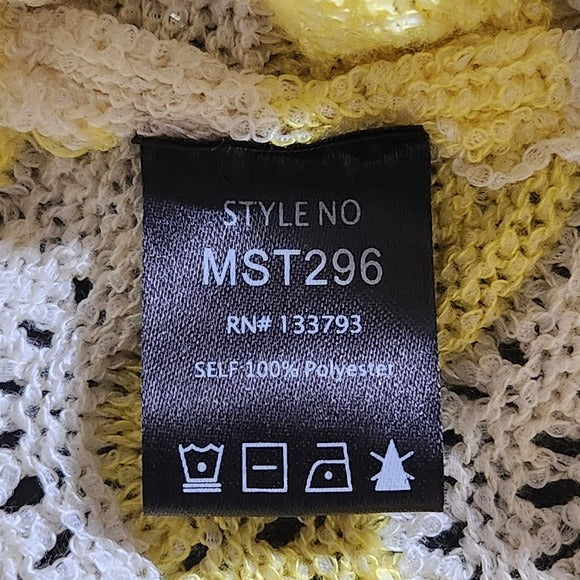 STYLE NO
MST296
RN# 133793
SELF 100% Polyester